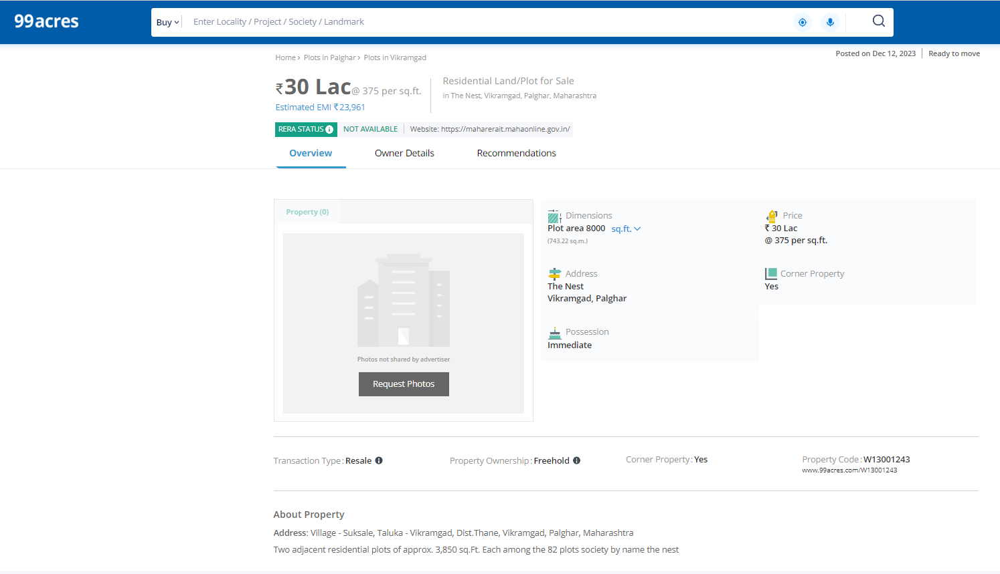 99acres
Buy
Enter Locality / Project / Society / Landmark
Home › Plots in Palghar › Plots in Vikramgad
Posted on Dec 12, 2023 | Ready to move
₹30 Lac @ 375 per sq.ft.
Estimated EMI ₹23,961
Residential Land/Plot for Sale
in The Nest, Vikramgad, Palghar, Maharashtra
RERA STATUS NOT AVAILABLE | Website: https://maharerait.mahaonline.gov.in/
Overview Owner Details Recommendations
Property (0)
Photos not shared by advertiser
Request Photos
Dimensions
Plot area 8000 sq.ft.
(743.22 sq.m.)
Price
₹ 30 Lac
@ 375 per sq.ft.
Address
The Nest
Vikramgad, Palghar
Corner Property
Yes
Possession
Immediate
Transaction Type : Resale
Property Ownership : Freehold
Corner Property : Yes
Property Code : W13001243
www.99acres.com/W13001243
About Property
Address: Village - Suksale, Taluka - Vikramgad, Dist.Thane, Vikramgad, Palghar, Maharashtra
Two adjacent residential plots of approx. 3,850 sq.Ft. Each among the 82 plots society by name the nest